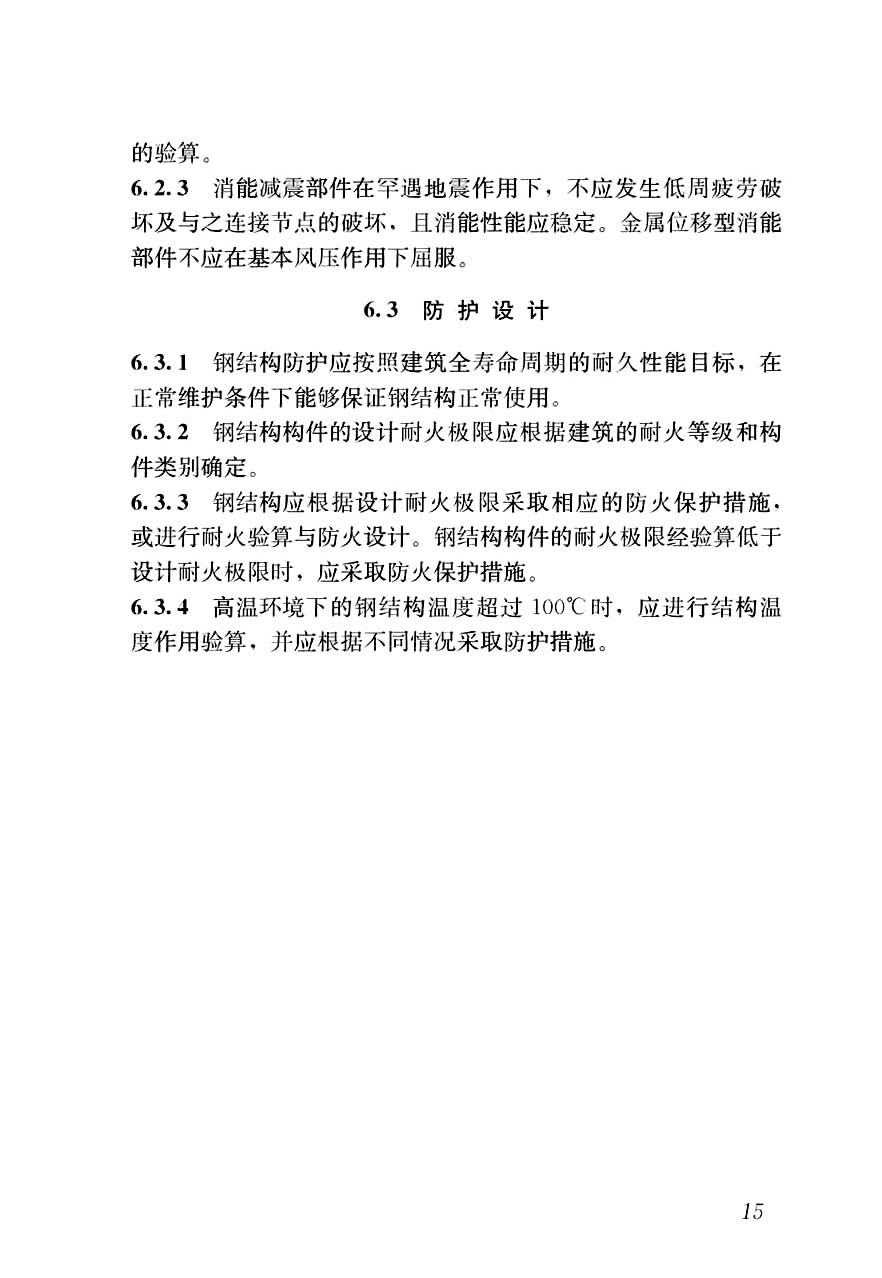 的验算。
6.2.3 消能减震部件在罕遇地震作用下，不应发生低周疲劳破
坏及与之连接节点的破坏，且消能性能应稳定。金属位移型消能
部件不应在基本风压作用下屈服。
6.3 防护设计
6.3.1 钢结构防护应按照建筑全寿命周期的耐久性能目标，在
正常维护条件下能够保证钢结构正常使用。
6.3.2 钢结构构件的设计耐火极限应根据建筑的耐火等级和构
件类别确定。
6.3.3 钢结构应根据设计耐火极限采取相应的防火保护措施，
或进行耐火验算与防火设计。钢结构构件的耐火极限经验算低于
设计耐火极限时，应采取防火保护措施。
6.3.4 高温环境下的钢结构温度超过 100℃时，应进行结构温
度作用验算，并应根据不同情况采取防护措施。
15